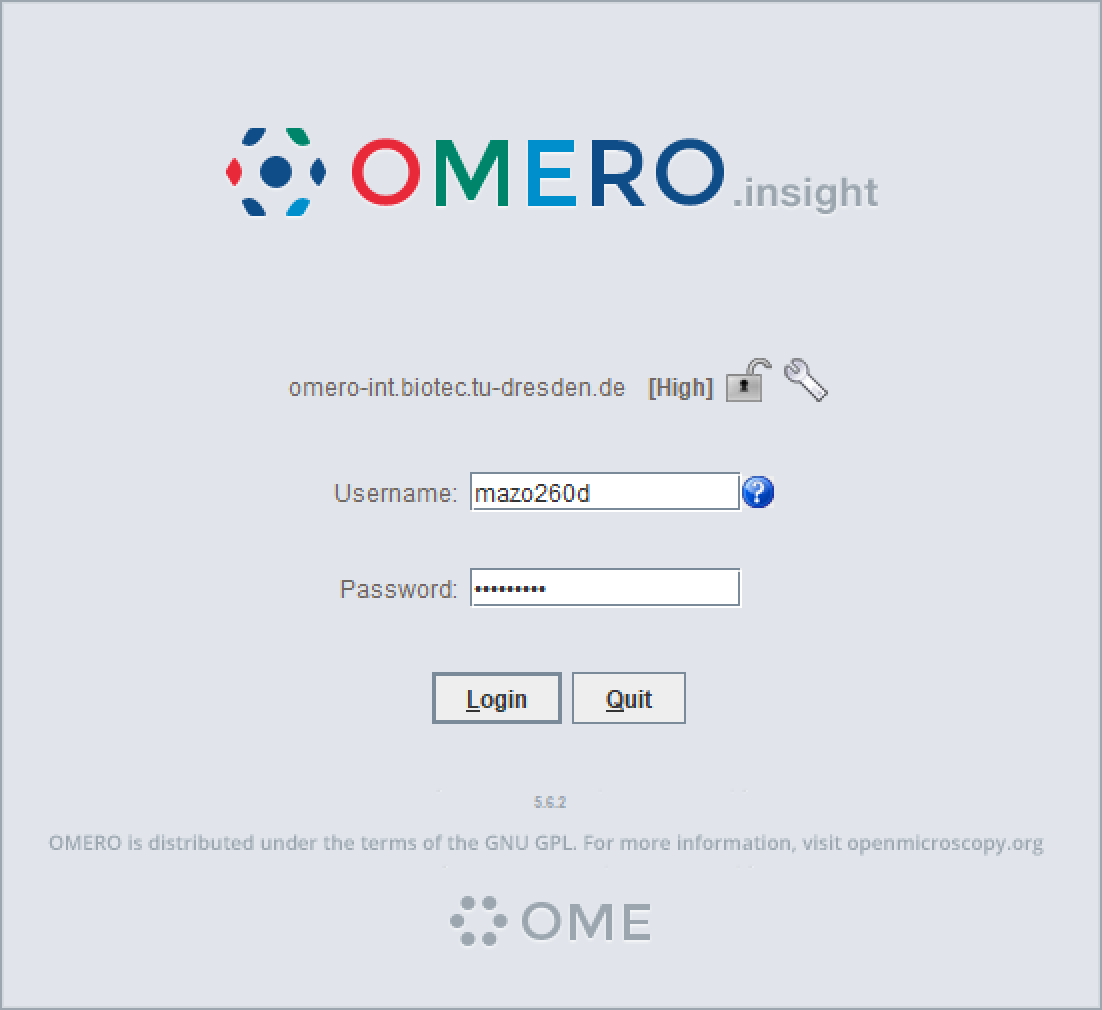 OMERO.insight
omero-int.biotec.tu-dresden.de [High]
Username: mazo260d
Password: •••••••••
Login Quit
5.6.2
OMERO is distributed under the terms of the GNU GPL. For more information, visit openmicroscopy.org
OME